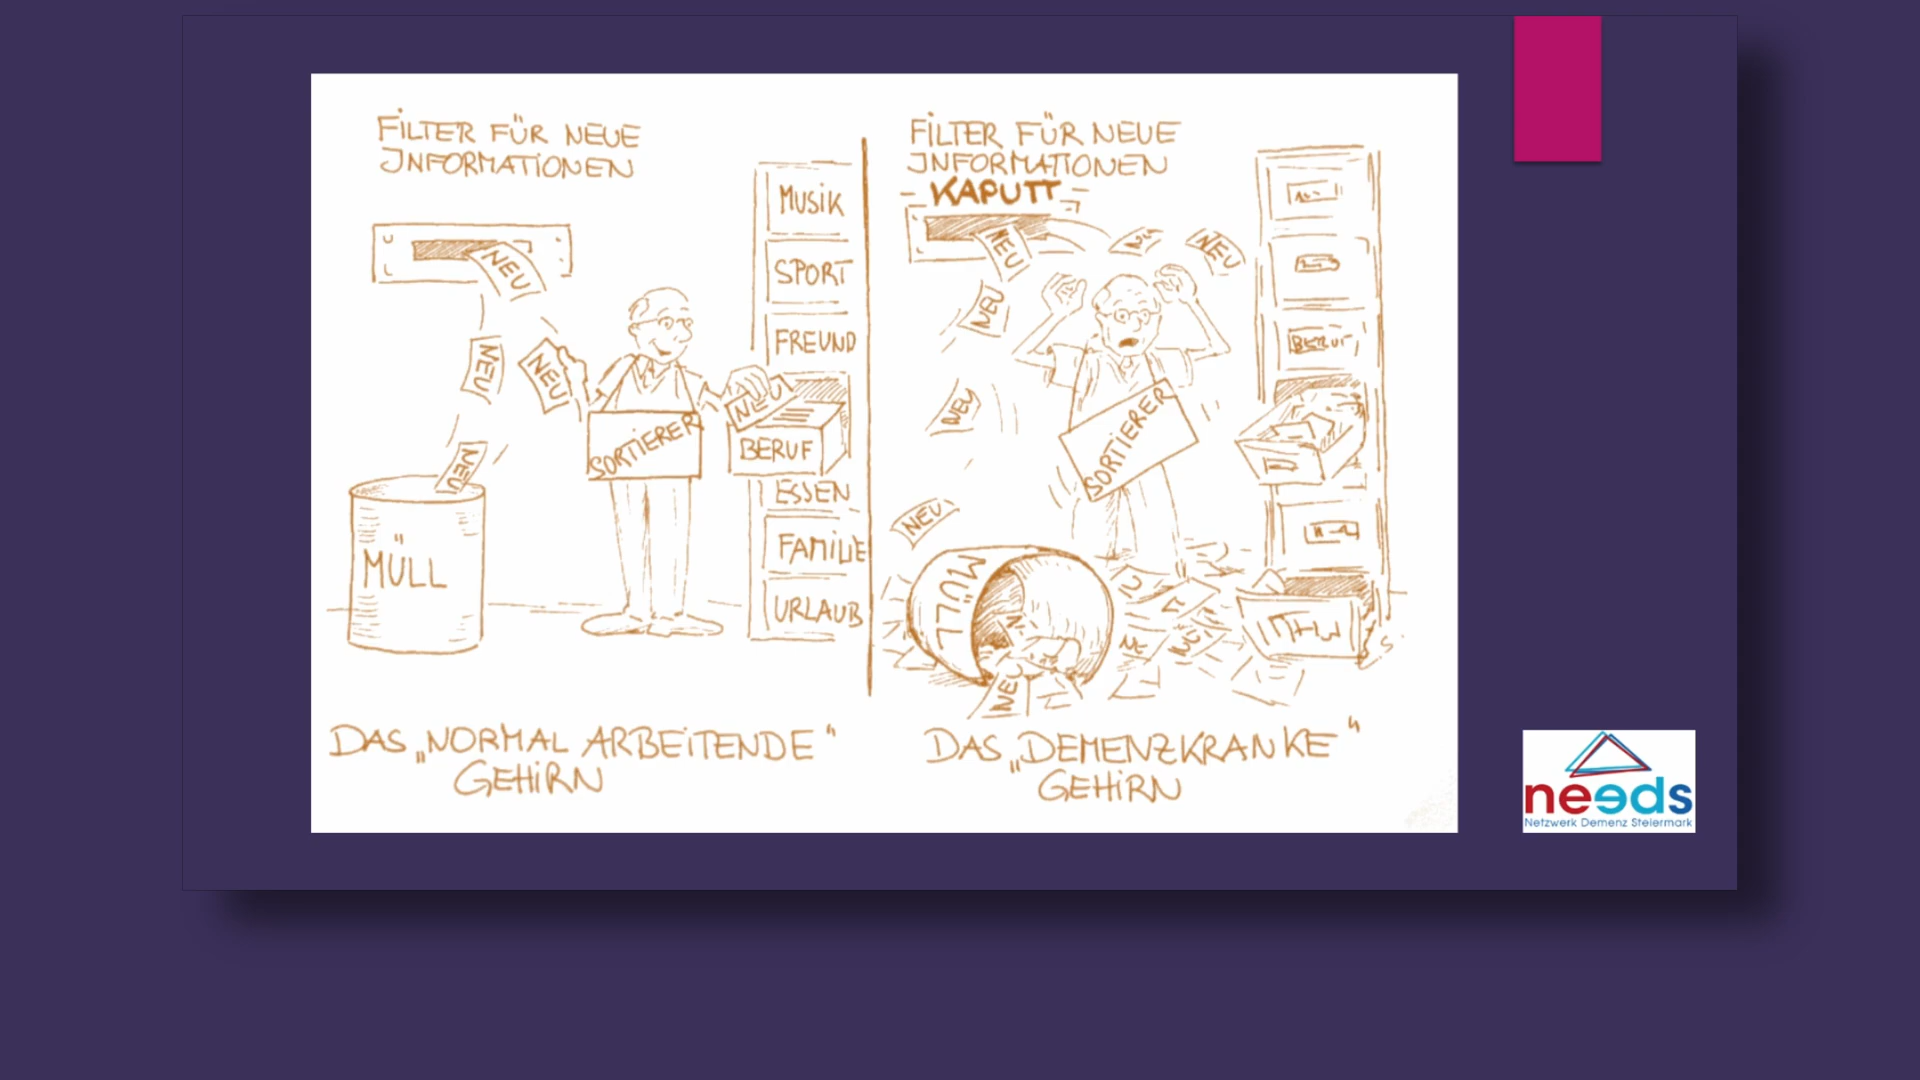 FILTER FÜR NEUE
INFORMATIONEN
NEU
NEU
NEU
NEU
NEU
MÜLL
SORTIERER
MUSIK
SPORT
FREUND
BERUF
ESSEN
FAMILIE
URLAUB
DAS „NORMAL ARBEITENDE“
GEHIRN
FILTER FÜR NEUE
INFORMATIONEN
KAPUTT
NEU
NEU
NEU
NEU
NEU
NEU
SORTIERER
BERUF
MÜLL
NEU
DAS „DEMENZKRANKE“
GEHIRN
needs
Netzwerk Demenz Steiermark